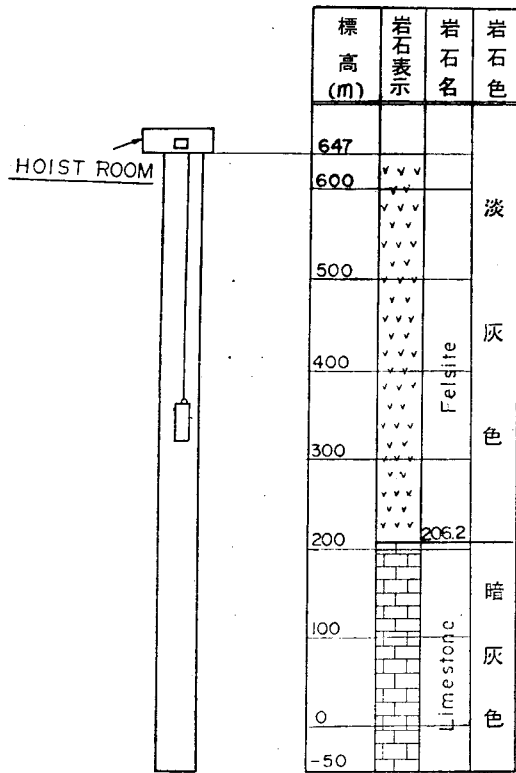 標高(m)
岩石表示
岩石名
岩石色
HOIST ROOM
647
600
500
400
300
206.2
200
100
0
-50
Felsite
Limestone
淡灰色
暗灰色